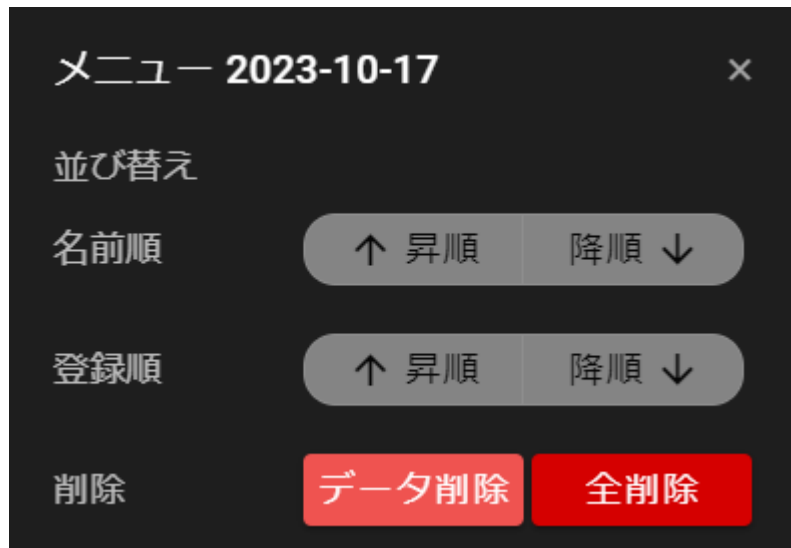 メニュー 2023-10-17 ×
並び替え
名前順 ↑ 昇順 降順 ↓
登録順 ↑ 昇順 降順 ↓
削除 データ削除 全削除